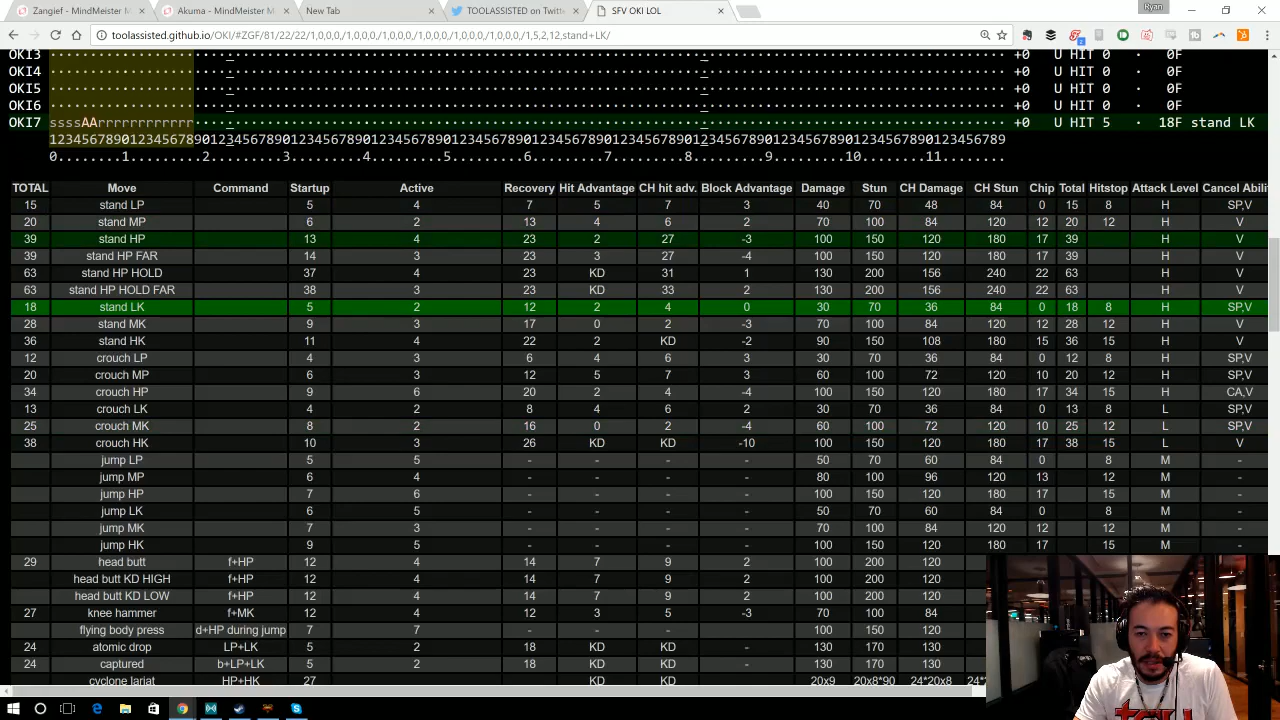 Zangief - MindMeister M
Akuma - MindMeister M
New Tab
TOOLASSISTED on Twitt
SFV OKI LOL
Ryan
toolassisted.github.io/OKI/#ZGF/81/22/22/1,0,0,0,/1,0,0,0,/1,0,0,0,/1,0,0,0,/1,0,0,0,/1,0,0,0,/1,5,2,12,stand+LK/
OKI3 +0 U HIT 0 · 0F
OKI4 +0 U HIT 0 · 0F
OKI5 +0 U HIT 0 · 0F
OKI6 +0 U HIT 0 · 0F
OKI7 ssssAArrrrrrrrrrrr +0 U HIT 5 · 18F stand LK
12345678901234567890123456789012345678901234567890123456789012345678901234567890123456789012345678901234567890123456789
0.........1.........2.........3.........4.........5.........6.........7.........8.........9.........10........11.......
TOTAL Move Command Startup Active Recovery Hit Advantage CH hit adv. Block Advantage Damage Stun CH Damage CH Stun Chip Total Hitstop Attack Level Cancel Abili
15 stand LP 5 4 7 5 7 3 40 70 48 84 0 15 8 H SP,V
20 stand MP 6 2 13 4 6 2 70 100 84 120 12 20 12 H V
39 stand HP 13 4 23 2 27 -3 100 150 120 180 17 39 H V
39 stand HP FAR 14 3 23 3 27 -4 100 150 120 180 17 39 H V
63 stand HP HOLD 37 4 23 KD 31 1 130 200 156 240 22 63 H V
63 stand HP HOLD FAR 38 3 23 KD 33 2 130 200 156 240 22 63 H V
18 stand LK 5 2 12 2 4 0 30 70 36 84 0 18 8 H SP,V
28 stand MK 9 3 17 0 2 -3 70 100 84 120 12 28 12 H V
36 stand HK 11 4 22 2 KD -2 90 150 108 180 15 36 15 H V
12 crouch LP 4 3 6 4 6 3 30 70 36 84 0 12 8 H SP,V
20 crouch MP 6 3 12 5 7 3 60 100 72 120 10 20 12 H SP,V
34 crouch HP 9 6 20 2 4 -4 100 150 120 180 17 34 15 H CA,V
13 crouch LK 4 2 8 4 6 2 30 70 36 84 0 13 8 L SP,V
25 crouch MK 8 2 16 0 2 -4 60 100 72 120 10 25 12 L SP,V
38 crouch HK 10 3 26 KD KD -10 100 150 120 180 17 38 15 L V
jump LP 5 5 - - - - 50 70 60 84 0 8 M -
jump MP 6 4 - - - - 80 100 96 120 13 12 M -
jump HP 7 6 - - - - 100 150 120 180 17 15 M -
jump LK 6 5 - - - - 50 70 60 84 0 8 M -
jump MK 7 3 - - - - 70 100 84 120 12 12 M -
jump HK 9 5 - - - - 100 150 120 180 17 15 M -
29 head butt f+HP 12 4 14 7 9 2 100 200 120
head butt KD HIGH f+HP 12 4 14 7 9 2 100 200 120
head butt KD LOW f+HP 12 4 14 7 9 2 100 200 120
27 knee hammer f+MK 12 4 12 3 5 -3 70 100 84
flying body press d+HP during jump 7 7 - - - - 100 150 120
24 atomic drop LP+LK 5 2 18 KD KD - 130 170 130
24 captured b+LP+LK 5 2 18 KD KD - 130 170 130
cyclone lariat HP+HK 27 KD KD - 20x9 20x8*90 24*20x8